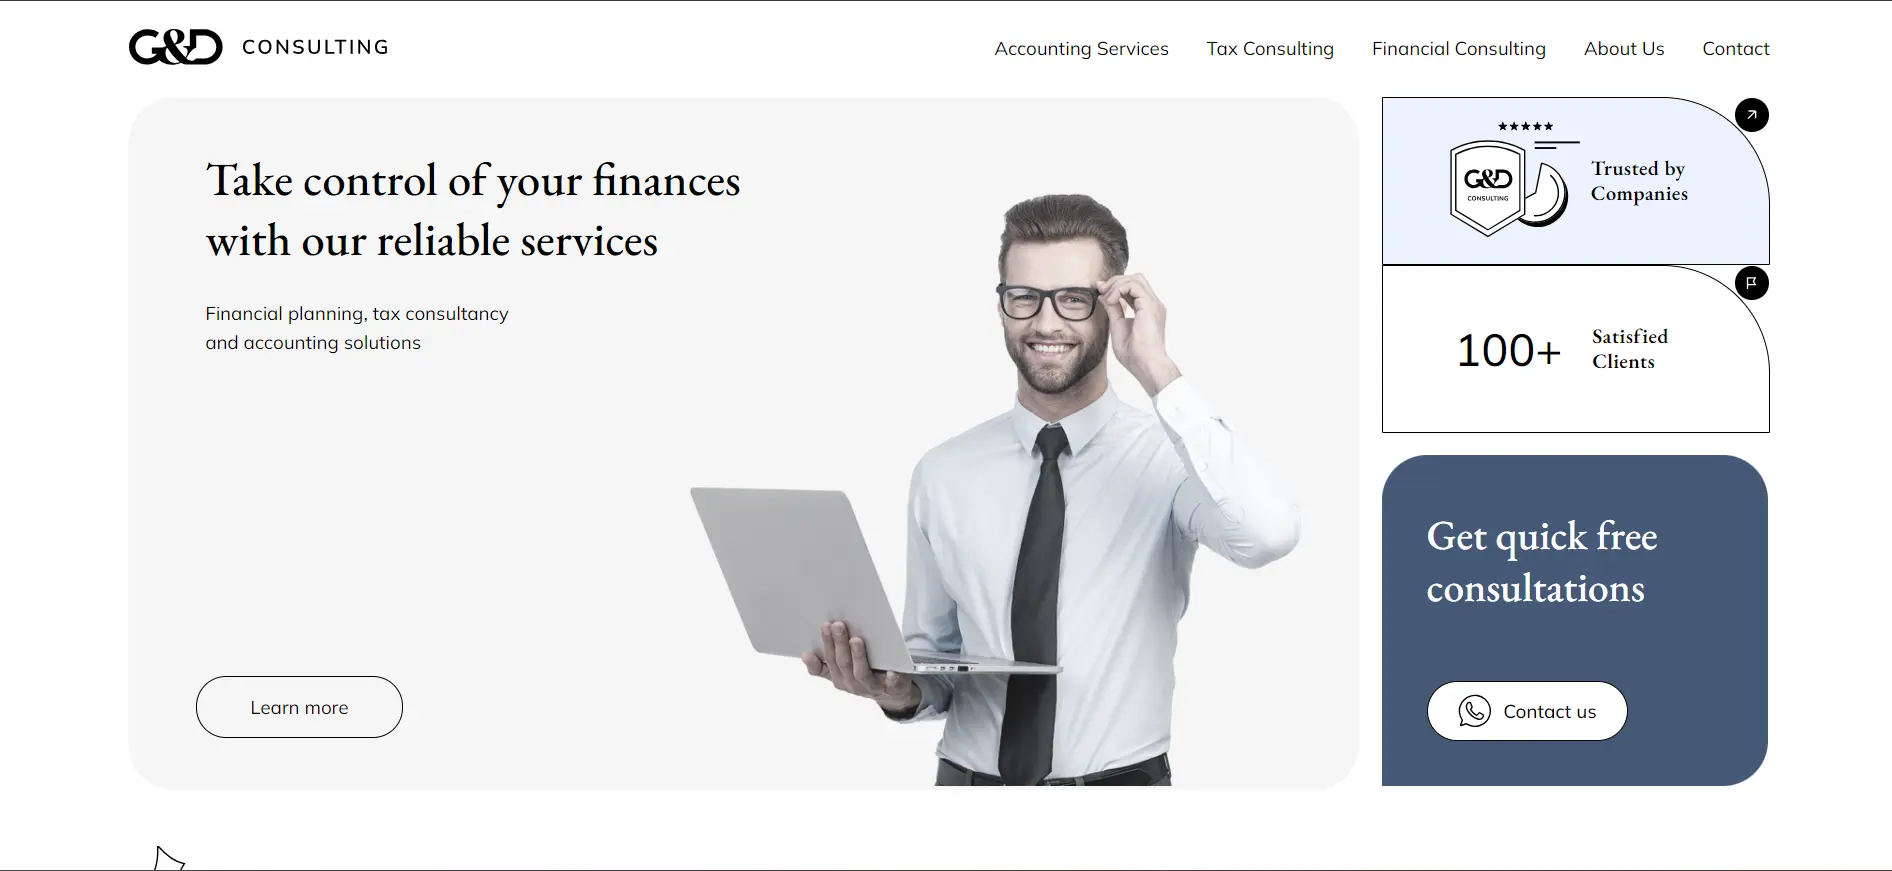 G&D CONSULTING
Accounting Services
Tax Consulting
Financial Consulting
About Us
Contact
Take control of your finances
with our reliable services
Financial planning, tax consultancy
and accounting solutions
Learn more
G&D
CONSULTING
Trusted by
Companies
100+
Satisfied
Clients
Get quick free
consultations
Contact us